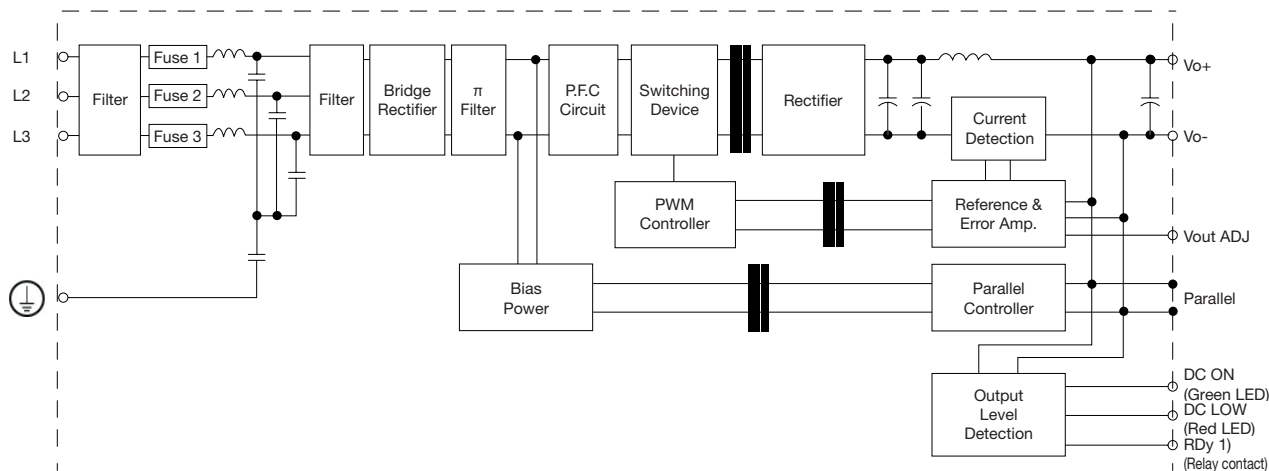 L1
L2
L3
Filter
Fuse 1
Fuse 2
Fuse 3
Filter
Bridge
Rectifier
π
Filter
P.F.C
Circuit
Switching
Device
Rectifier
Current
Detection
Vo+
Vo-
PWM
Controller
Reference &
Error Amp.
Vout ADJ
Bias
Power
Parallel
Controller
Parallel
Output
Level
Detection
DC ON
(Green LED)
DC LOW
(Red LED)
RDy 1)
(Relay contact)